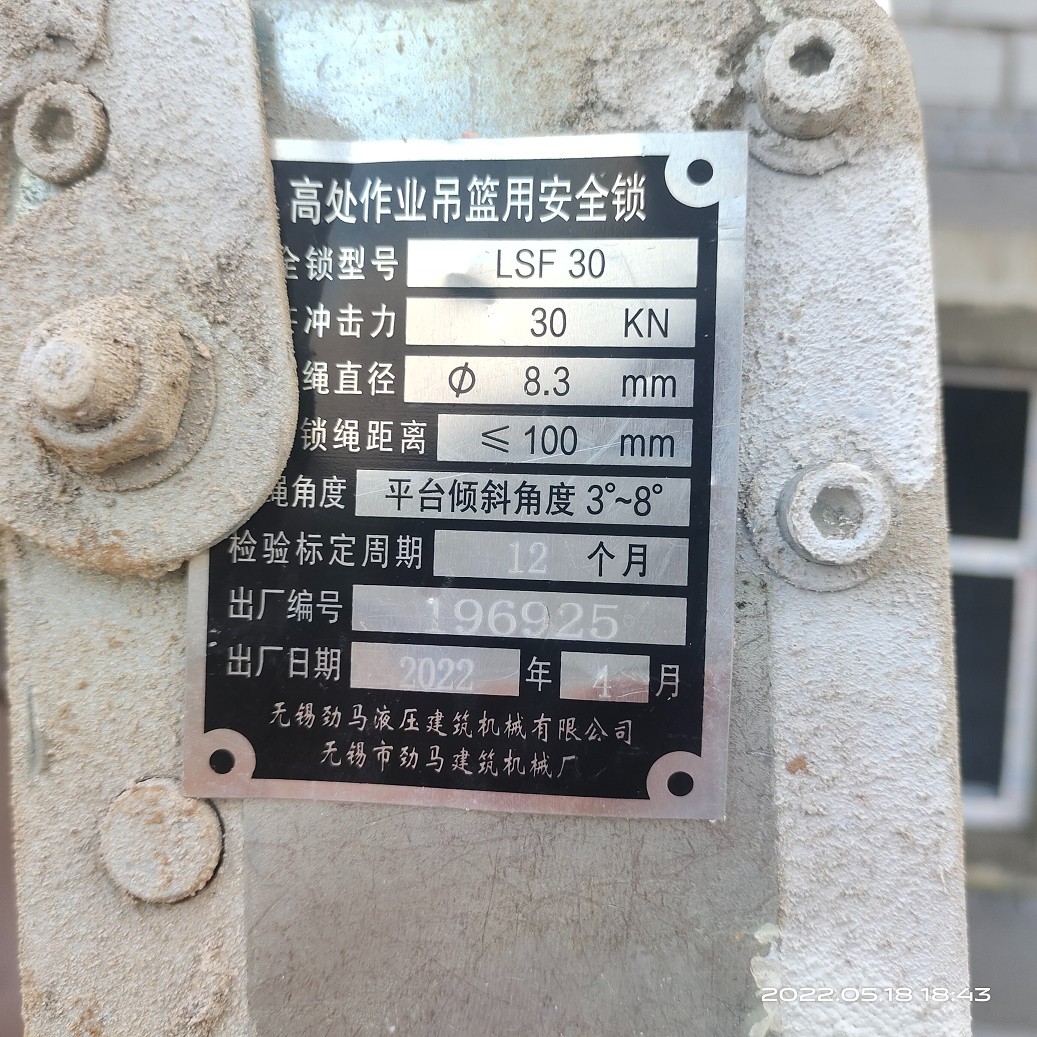 高处作业吊篮用安全锁
全锁型号 LSF 30
冲击力 30 KN
绳直径 Φ 8.3 mm
锁绳距离 ≤ 100 mm
绳角度 平台倾斜角度 3°~8°
检验标定周期 12 个月
出厂编号 196925
出厂日期 2022 年 4 月
无锡劲马液压建筑机械有限公司
无锡市劲马建筑机械厂
2022.05.18 18:43